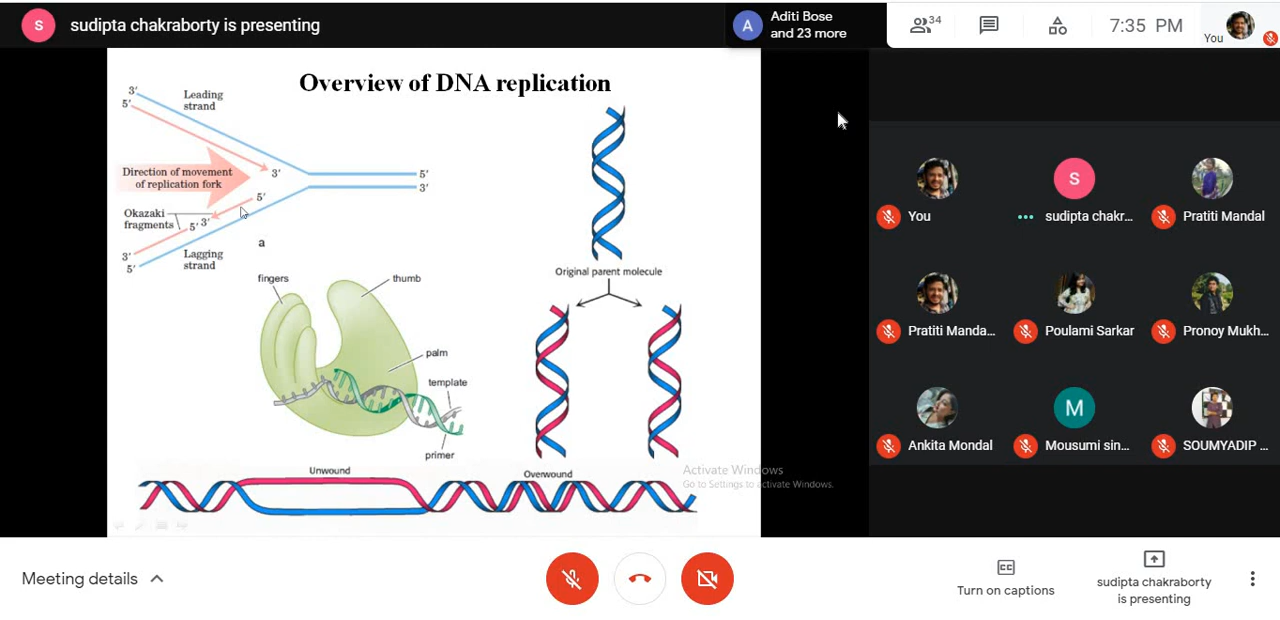 S
sudipta chakraborty is presenting
A
Aditi Bose
and 23 more
34
7:35 PM
You
Overview of DNA replication
3′
5′
Leading
strand
Direction of movement
of replication fork
3′
5′
3′
5′
Okazaki
fragments
5′ 3′
3′
5′
Lagging
strand
a
Original parent molecule
fingers
thumb
palm
template
primer
Unwound
Overwound
Activate Windows
Go to Settings to activate Windows.
You
S
sudipta chakr...
Pratiti Mandal
Pratiti Manda...
Poulami Sarkar
Pronoy Mukh...
Ankita Mondal
M
Mousumi sin...
SOUMYADIP ...
Meeting details
CC
Turn on captions
sudipta chakraborty
is presenting